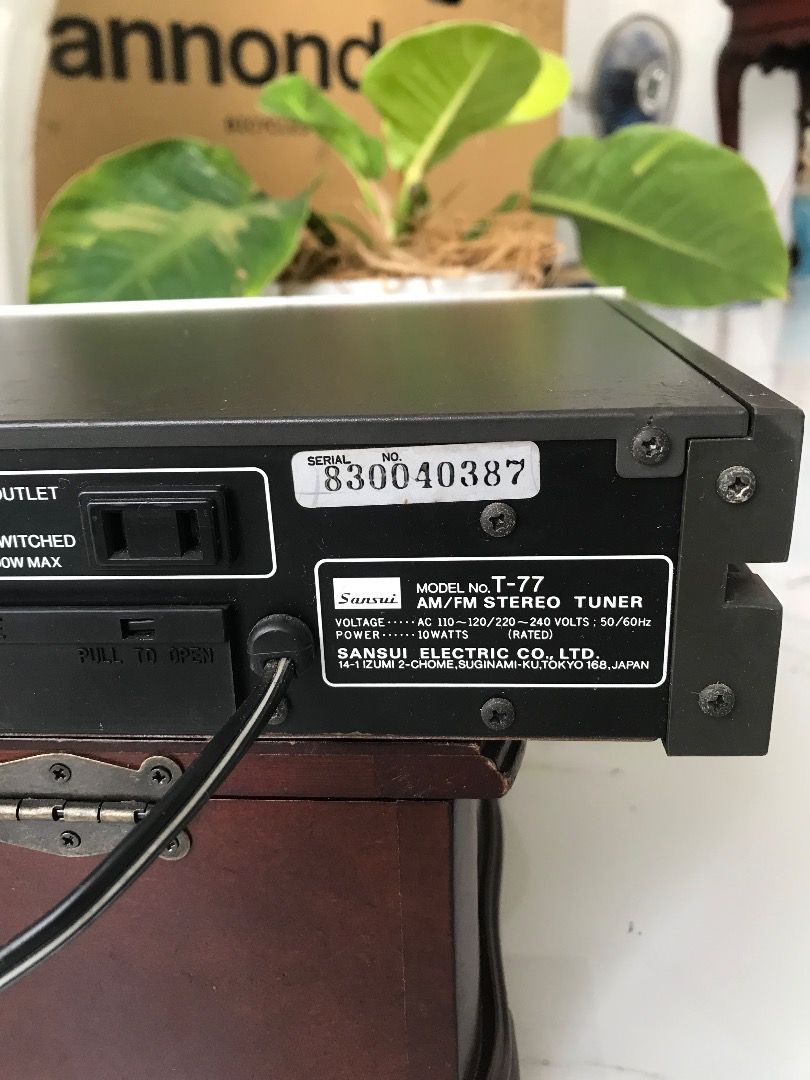 annond
OUTLET
WITCHED
0W MAX
SERIAL NO.
830040387
PULL TO OPEN
Sansui
MODEL No. T-77
AM/FM STEREO TUNER
VOLTAGE ····· AC 110~120/220~240 VOLTS : 50/60Hz
POWER ····· 10WATTS (RATED)
SANSUI ELECTRIC CO., LTD.
14-1 IZUMI 2-CHOME, SUGINAMI-KU, TOKYO 168, JAPAN